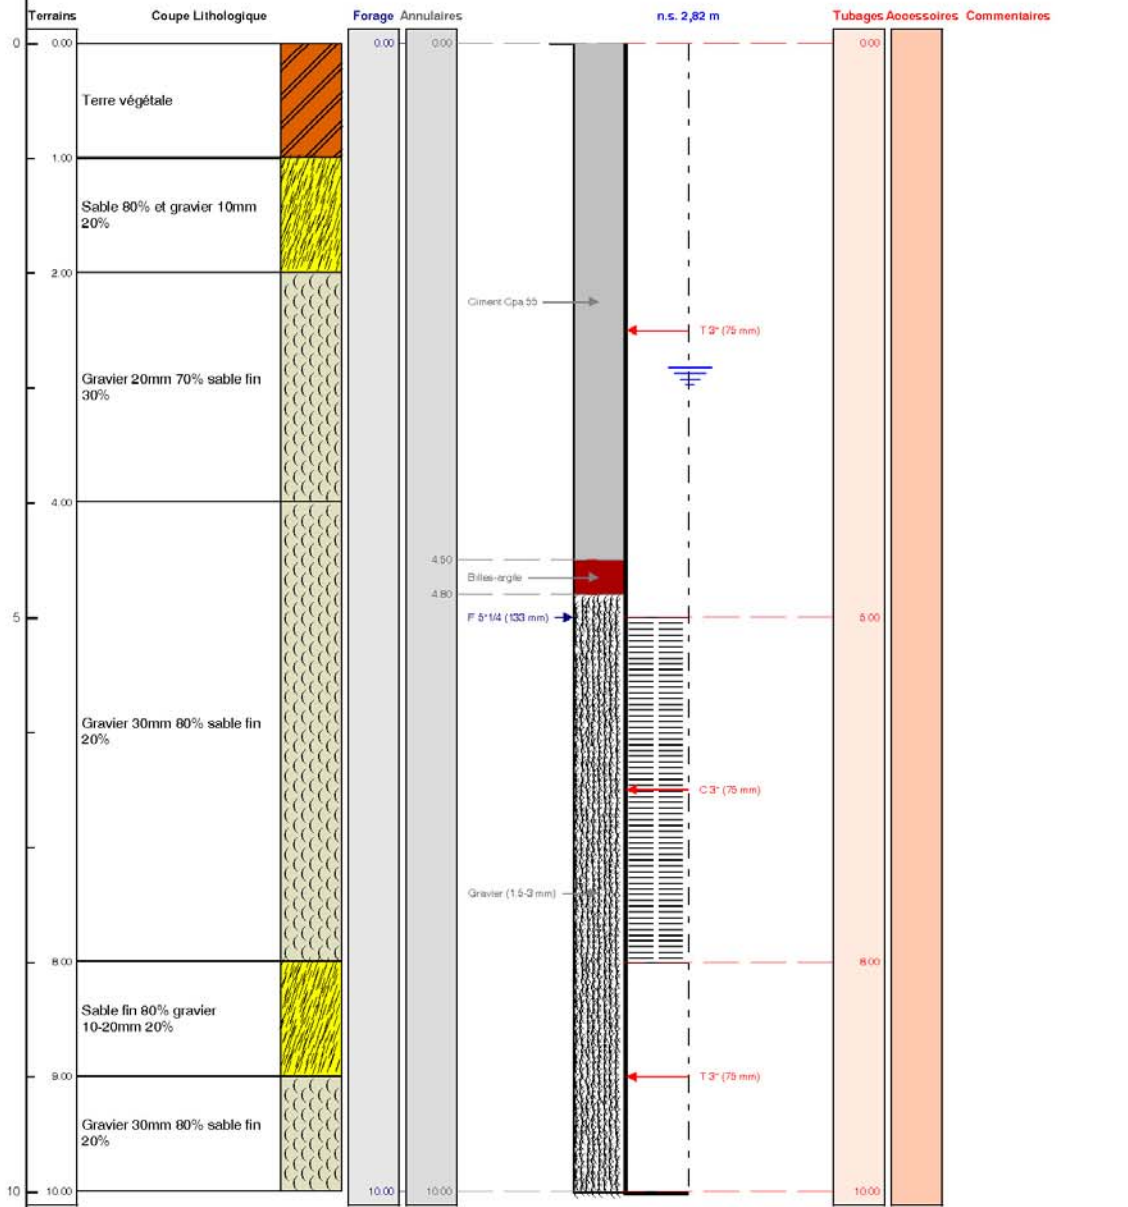 Terrains Coupe Lithologique Forage Annulaires n.s. 2,82 m Tubages Accessoires Commentaires
0 0.00 0.00 0.00 0.00
Terre végétale
1.00
Sable 80% et gravier 10mm
20%
2.00
Ciment Cpa 55
T 3" (75 mm)
Gravier 20mm 70% sable fin
30%
4.00
4.50
Billes-argile
4.80
5 F 5"1/4 (133 mm) 5.00
Gravier 30mm 80% sable fin
20%
C 3" (75 mm)
Gravier (1.5-3 mm)
8.00 8.00
Sable fin 80% gravier
10-20mm 20%
9.00 T 3" (75 mm)
Gravier 30mm 80% sable fin
20%
10 10.00 10.00 10.00 10.00